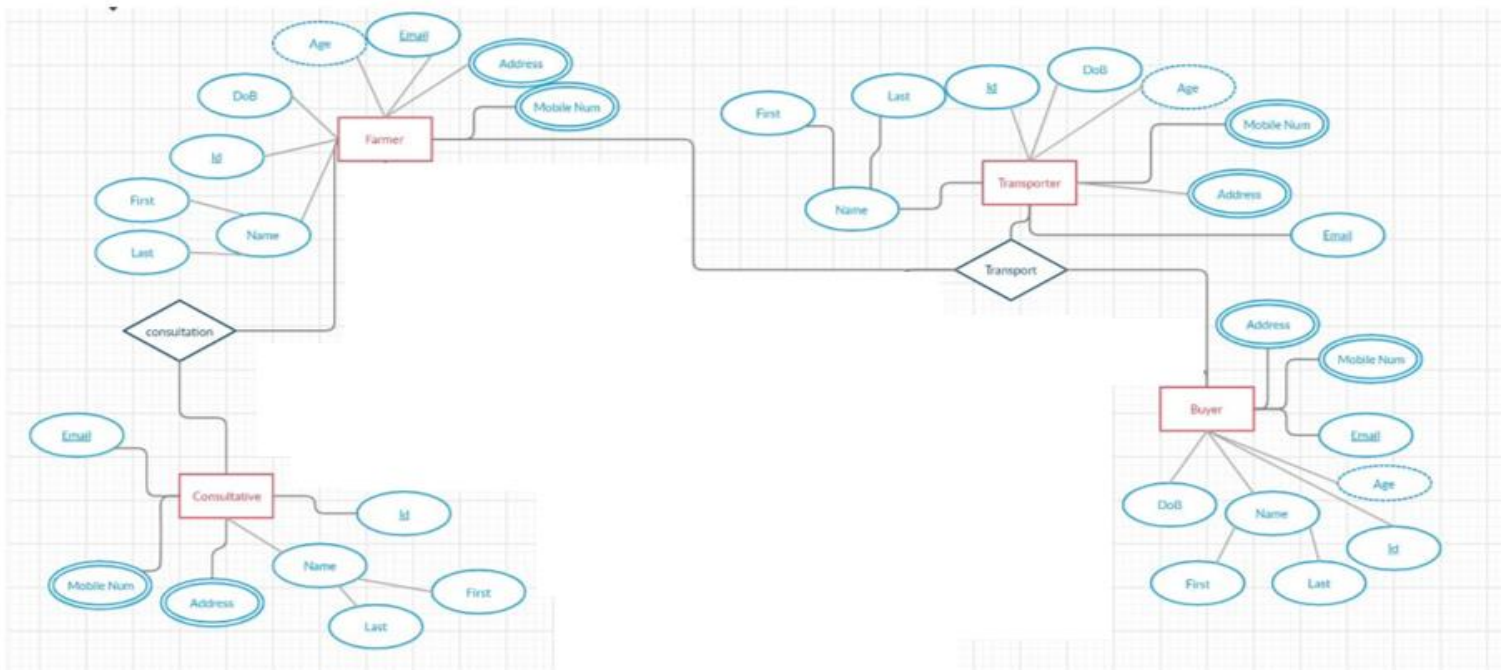 Age
Email
Address
DoB
Mobile Num
Farmer
Id
First
Name
Last
First
Last
Id
DoB
Age
Mobile Num
Transporter
Address
Name
Email
Transport
consultation
Address
Mobile Num
Buyer
Email
Age
DoB
Name
Id
First
Last
Email
Consultative
Id
Name
Mobile Num
Address
First
Last